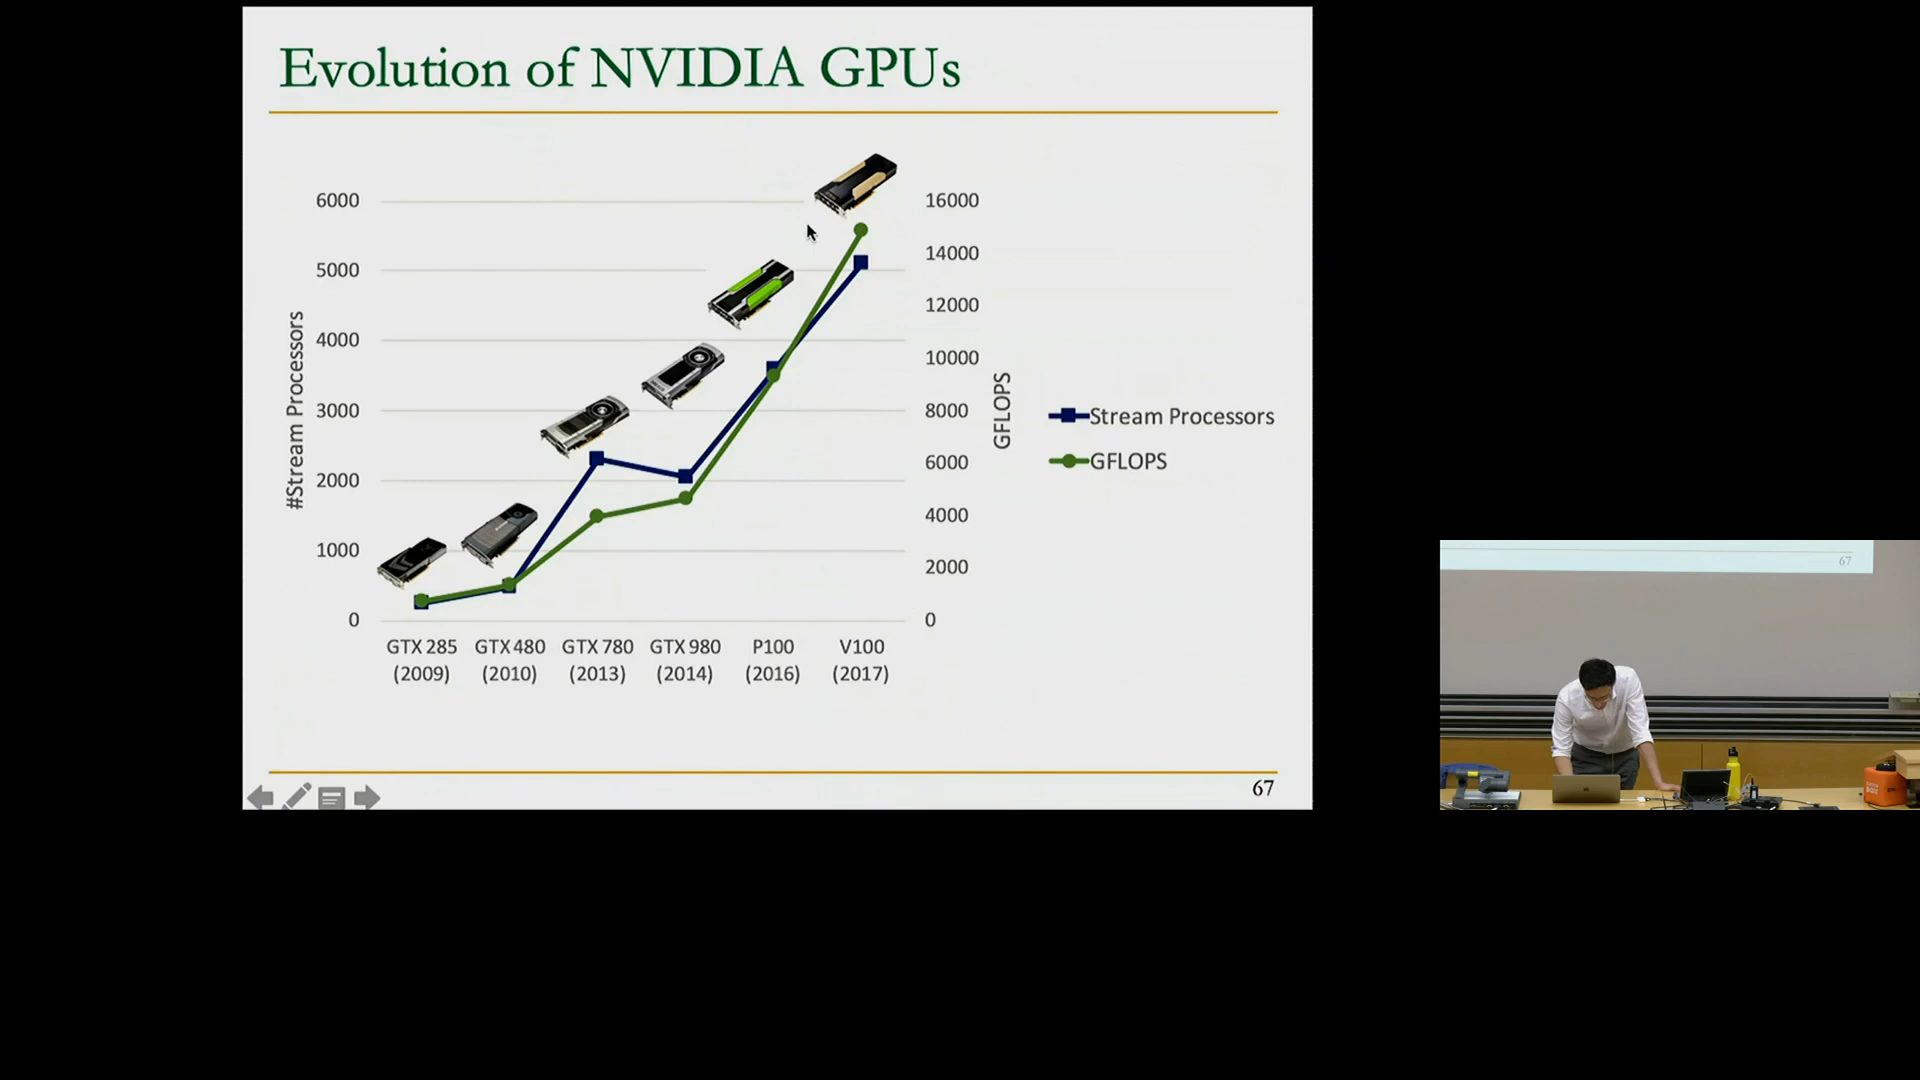 Evolution of NVIDIA GPUs
6000
5000
4000
3000
2000
1000
0
#Stream Processors
16000
14000
12000
10000
8000
6000
4000
2000
0
GFLOPS
Stream Processors
GFLOPS
GTX 285 GTX 480 GTX 780 GTX 980 P100 V100
(2009) (2010) (2013) (2014) (2016) (2017)
67
67